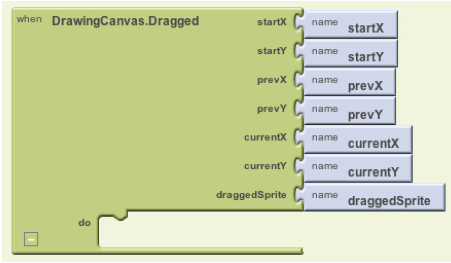 when DrawingCanvas.Dragged startX name startX
startY name startY
prevX name prevX
prevY name prevY
currentX name currentX
currentY name currentY
draggedSprite name draggedSprite
do